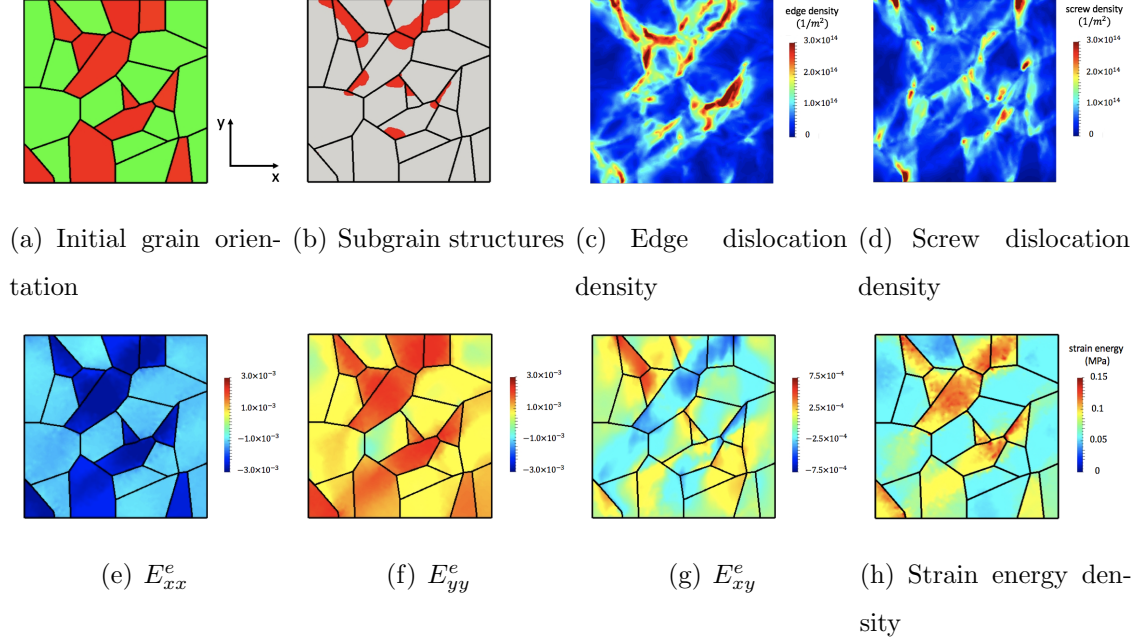 y
x
edge density
(1/m²)
3.0×10¹⁴
2.0×10¹⁴
1.0×10¹⁴
0
screw density
(1/m²)
3.0×10¹⁴
2.0×10¹⁴
1.0×10¹⁴
0
(a) Initial grain orien-
tation
(b) Subgrain structures
(c) Edge dislocation
density
(d) Screw dislocation
density
3.0×10⁻³
1.0×10⁻³
−1.0×10⁻³
−3.0×10⁻³
3.0×10⁻³
1.0×10⁻³
−1.0×10⁻³
−3.0×10⁻³
7.5×10⁻⁴
2.5×10⁻⁴
−2.5×10⁻⁴
−7.5×10⁻⁴
strain energy
(MPa)
0.15
0.1
0.05
0
(e) Eᵉₓₓ
(f) Eᵉyy
(g) Eᵉxy
(h) Strain energy den-
sity